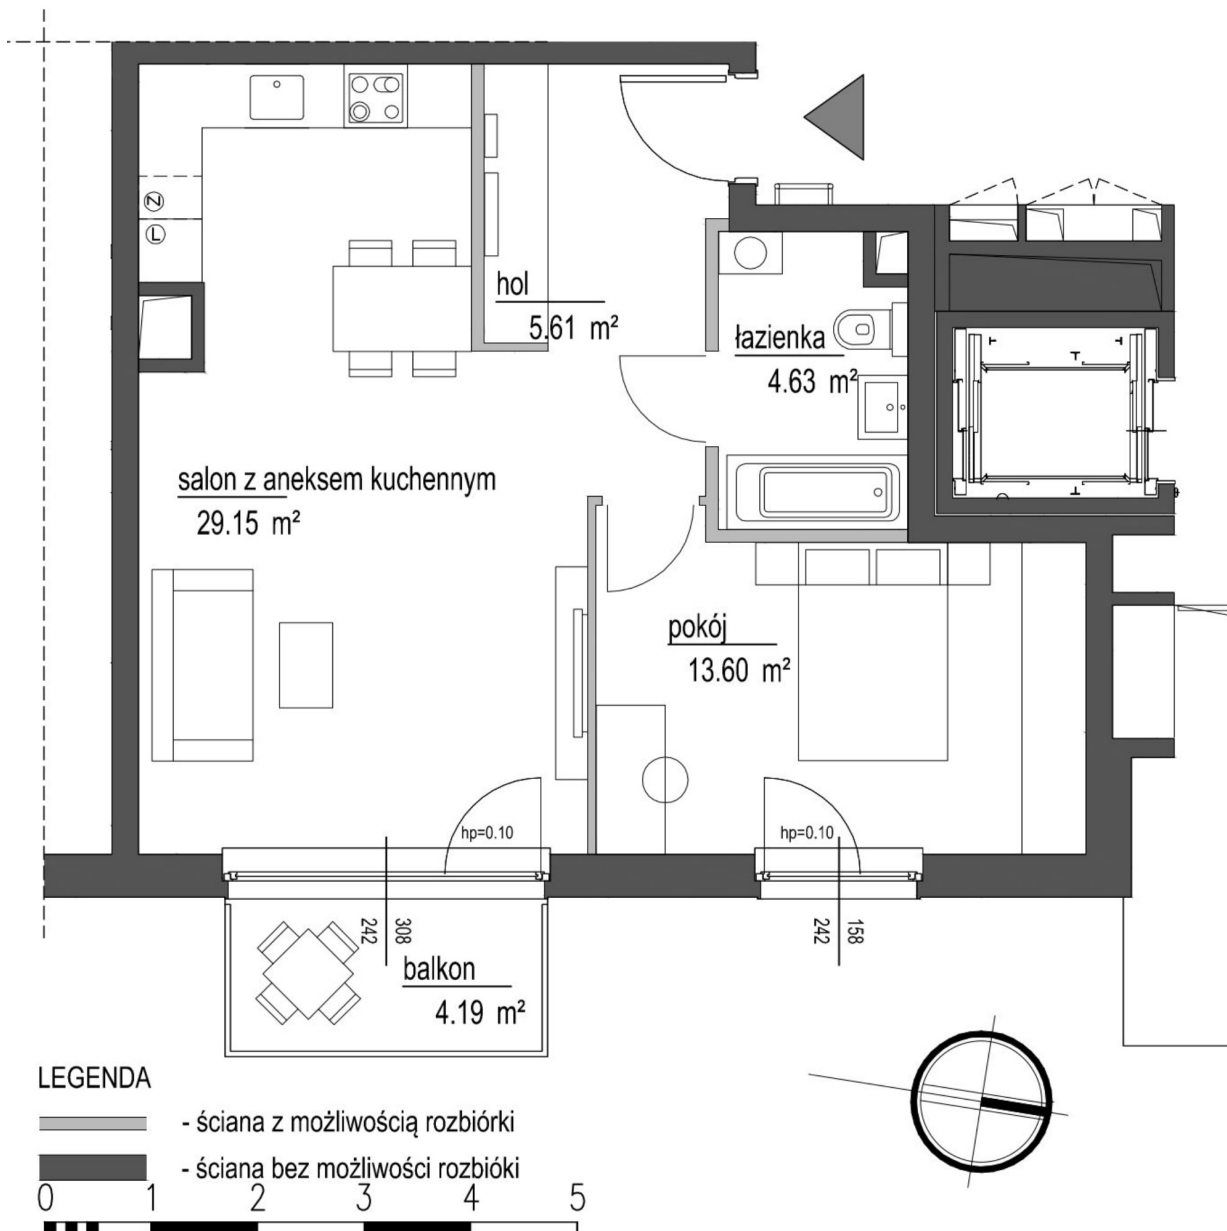 Z
L
hol
5.61 m²
łazienka
4.63 m²
salon z aneksem kuchennym
29.15 m²
pokój
13.60 m²
hp=0.10
hp=0.10
308
242
158
242
balkon
4.19 m²
LEGENDA
- ściana z możliwością rozbiórki
- ściana bez możliwości rozbióki
0 1 2 3 4 5